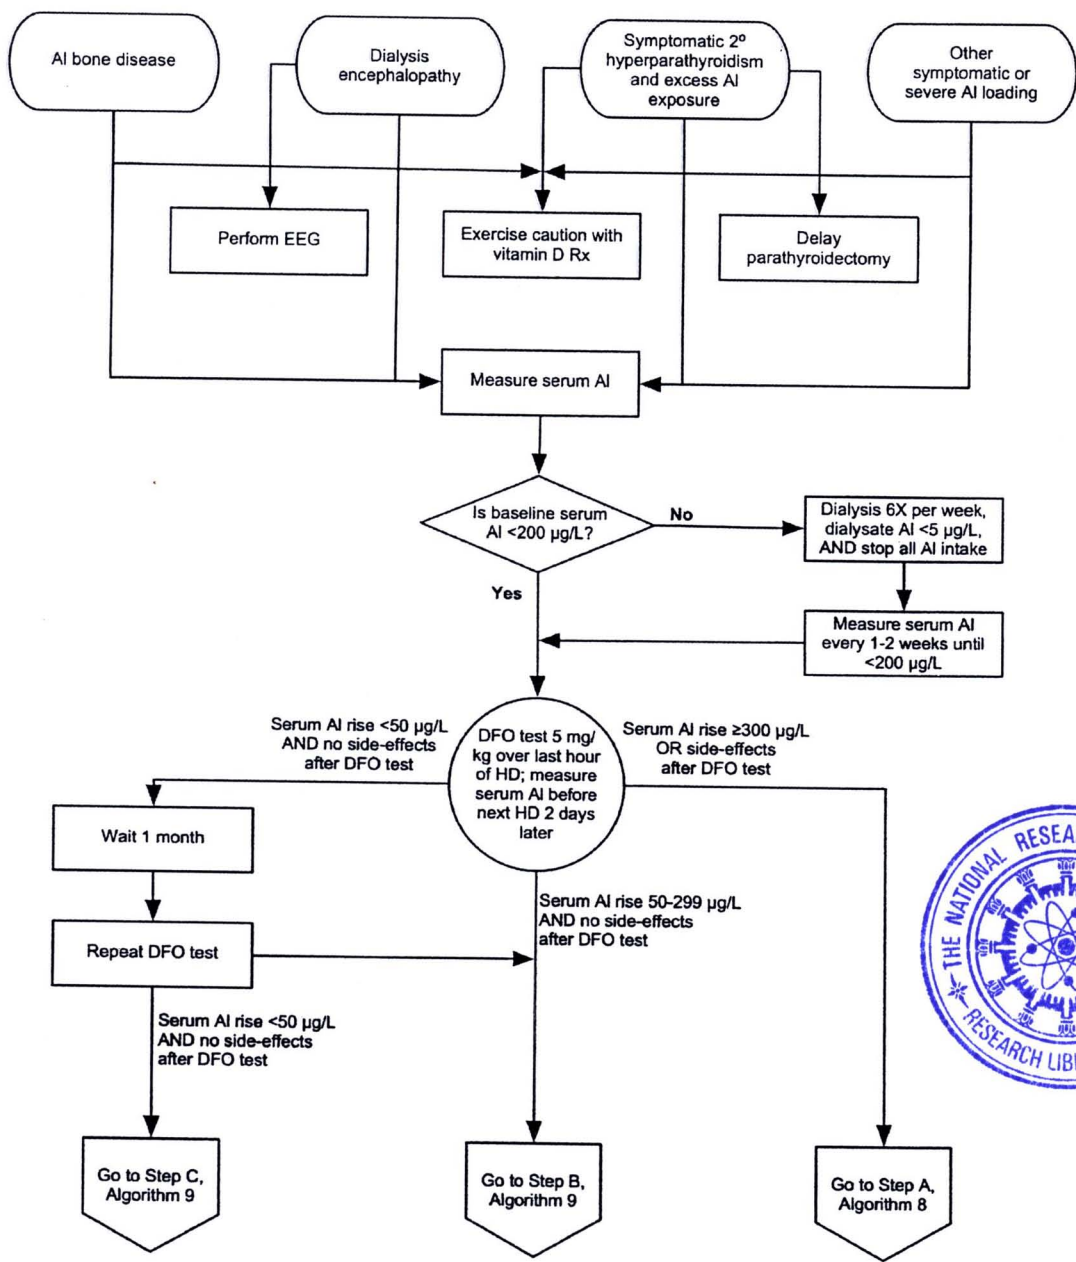 Al bone disease
Dialysis
encephalopathy
Symptomatic 2º
hyperparathyroidism
and excess Al
exposure
Other
symptomatic or
severe Al loading
Perform EEG
Exercise caution with
vitamin D Rx
Delay
parathyroidectomy
Measure serum Al
Is baseline serum
Al <200 µg/L?
No
Dialysis 6X per week,
dialysate Al <5 µg/L,
AND stop all Al intake
Yes
Measure serum Al
every 1-2 weeks until
<200 µg/L
Serum Al rise <50 µg/L
AND no side-effects
after DFO test
DFO test 5 mg/
kg over last hour
of HD; measure
serum Al before
next HD 2 days
later
Serum Al rise ≥300 µg/L
OR side-effects
after DFO test
Wait 1 month
Serum Al rise 50-299 µg/L
AND no side-effects
after DFO test
Repeat DFO test
Serum Al rise <50 µg/L
AND no side-effects
after DFO test
Go to Step C,
Algorithm 9
Go to Step B,
Algorithm 9
Go to Step A,
Algorithm 8
THE NATIONAL
RESEARCH